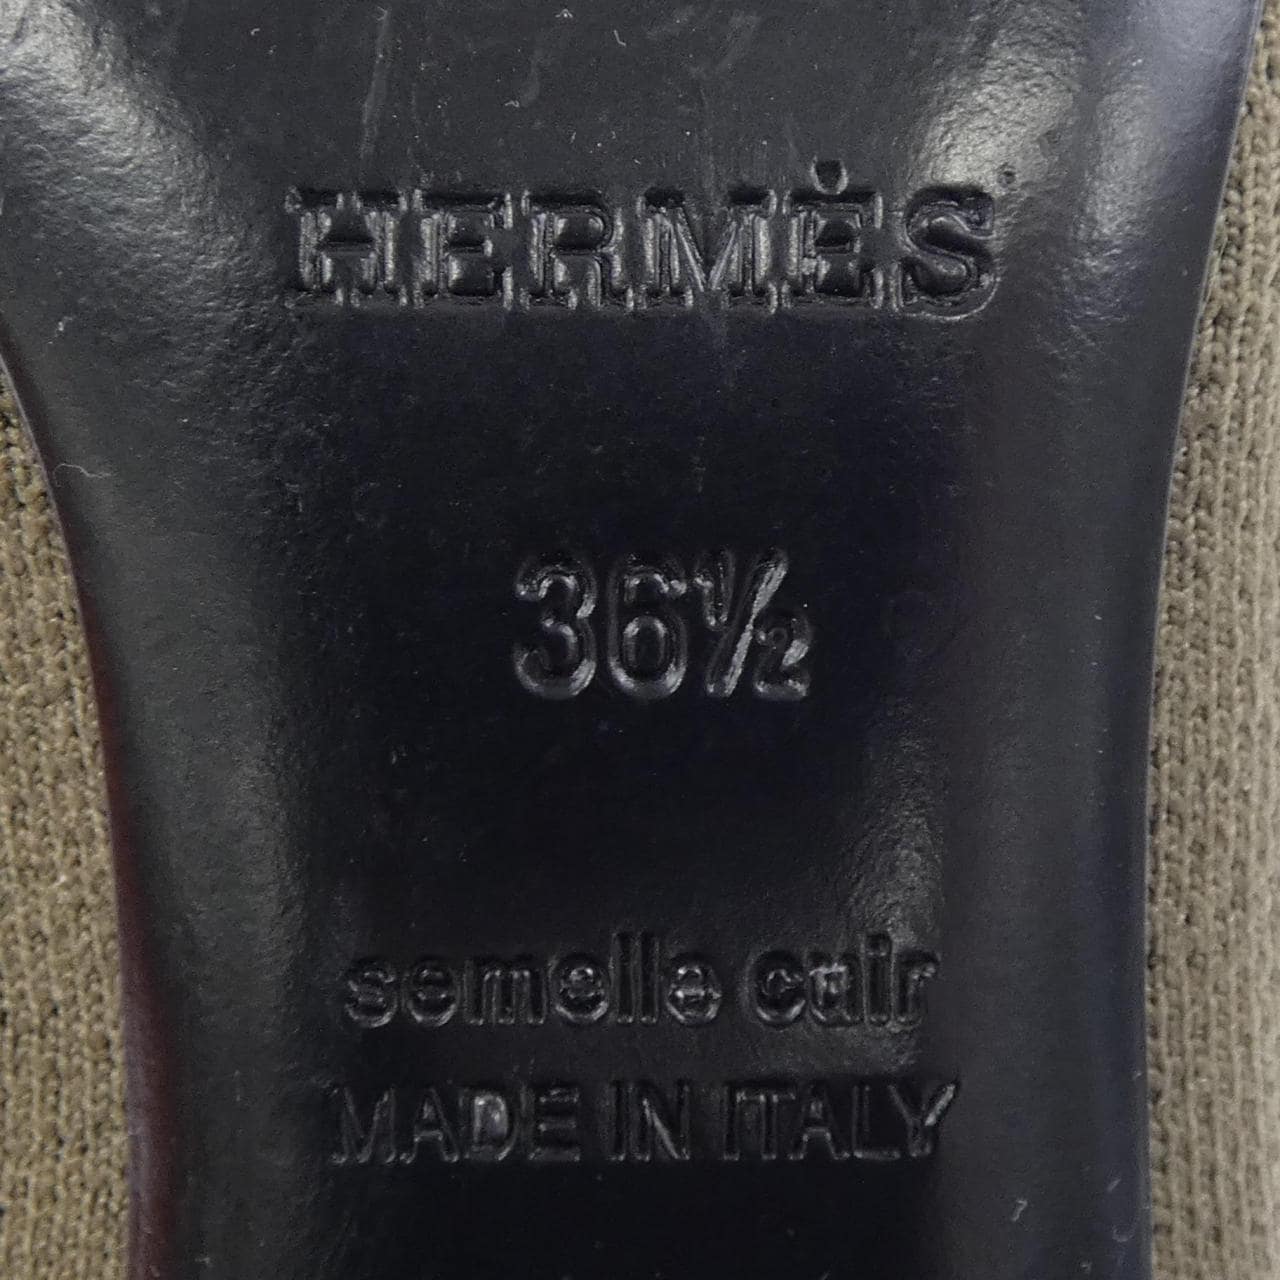 HERMÈS
36½
semelle cuir
MADE IN ITALY